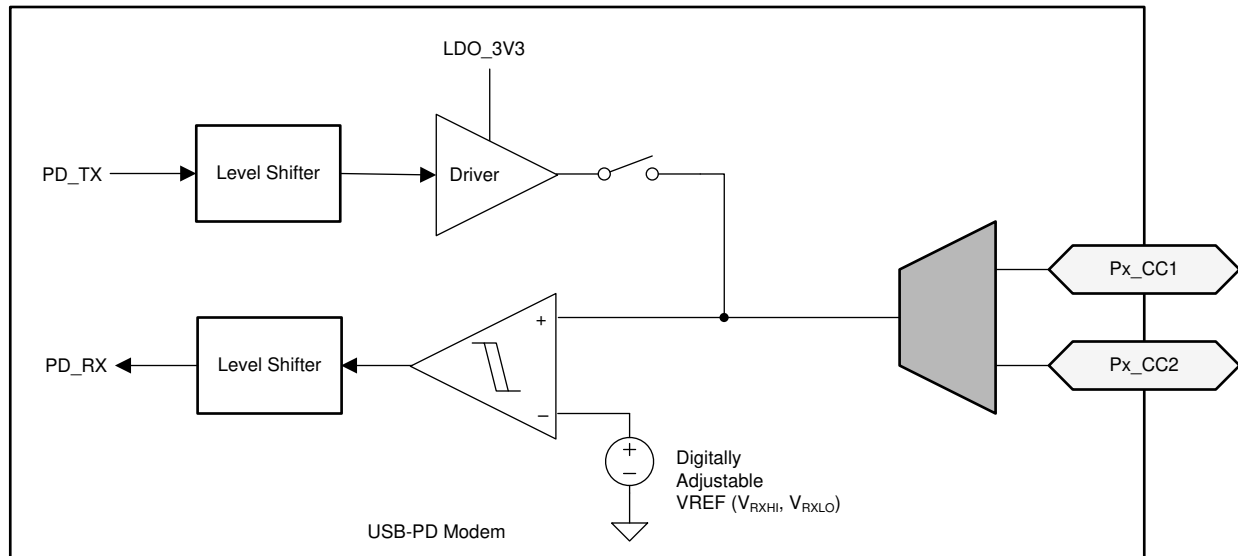 LDO_3V3
PD_TX
Level Shifter
Driver
Px_CC1
+
PD_RX
Level Shifter
Px_CC2
−
+
−
Digitally
Adjustable
VREF (VRXHI, VRXLO)
USB-PD Modem